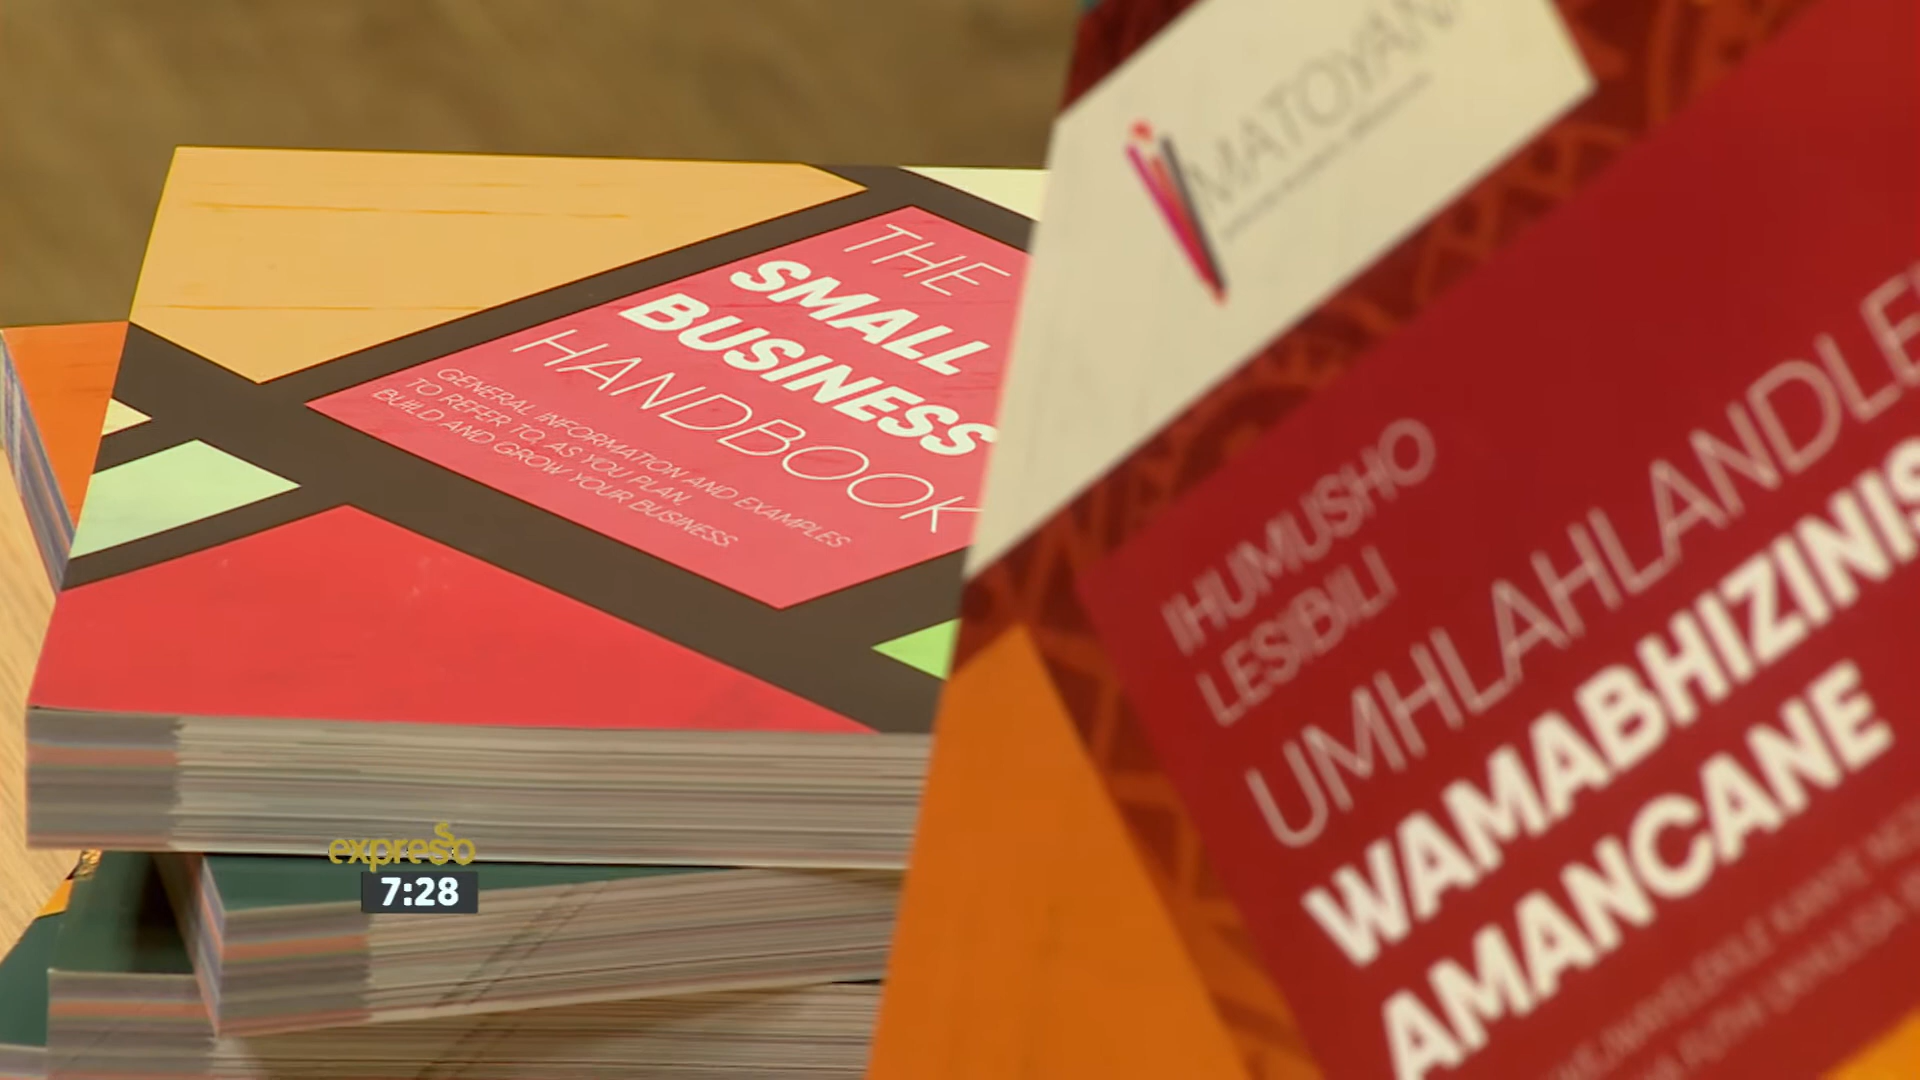 THE
SMALL
BUSINESS
HANDBOOK
GENERAL INFORMATION AND EXAMPLES
TO REFER TO, AS YOU PLAN,
BUILD AND GROW YOUR BUSINESS
MATOYAN
IHUMUSHO
LESIBILI
UMHLAHLANDLE
WAMABHIZINIS
AMANCANE
expresso
7:28